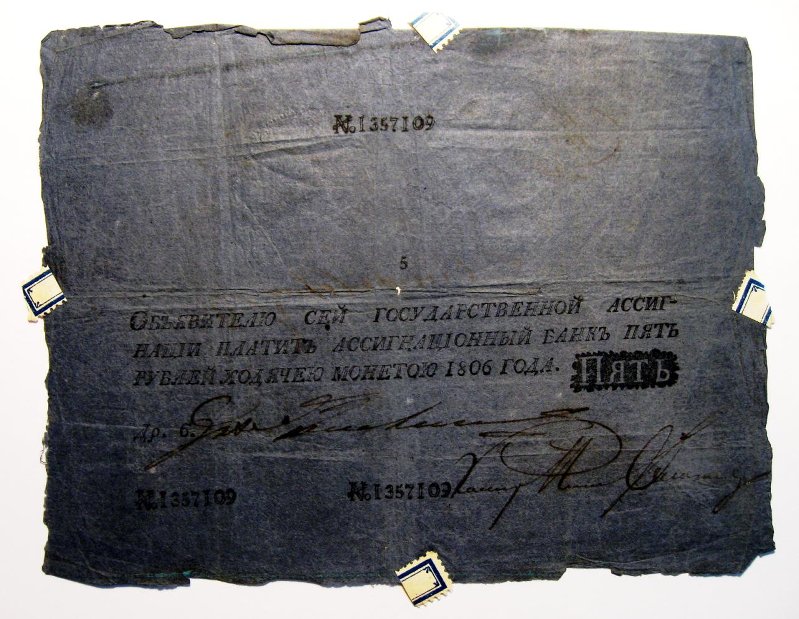 №1357109
5
ОБЪЯВИТЕЛЮ СЕЙ ГОСУДАРСТВЕННОЙ АССИГ-
НАЦІИ ПЛАТИТЪ АССИГНАЦІОННЫЙ БАНКЪ ПЯТЬ
РУБЛЕЙ ХОДЯЧЕЮ МОНЕТОЮ 1806 ГОДА. ПЯТЬ
Др. б.
№1357109 №1357109